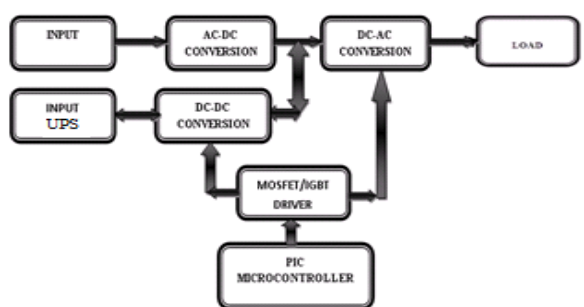 INPUT
AC-DC
CONVERSION
DC-AC
CONVERSION
LOAD
INPUT
UPS
DC-DC
CONVERSION
MOSFET/IGBT
DRIVER
PIC
MICROCONTROLLER